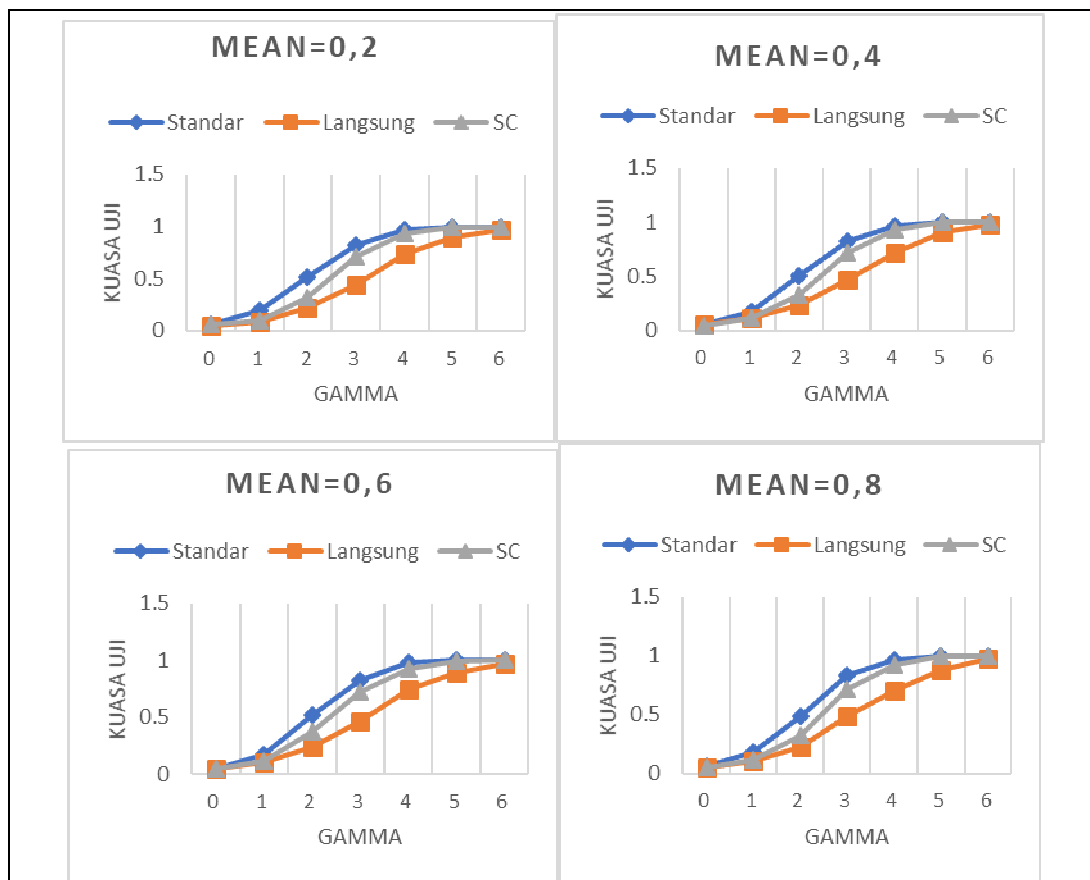 MEAN=0,2
Standar Langsung SC
1.5
1
0.5
0
KUASA UJI
0 1 2 3 4 5 6
GAMMA
MEAN=0,4
Standar Langsung SC
1.5
1
0.5
0
KUASA UJI
0 1 2 3 4 5 6
GAMMA
MEAN=0,6
Standar Langsung SC
1.5
1
0.5
0
KUASA UJI
0 1 2 3 4 5 6
GAMMA
MEAN=0,8
Standar Langsung SC
1.5
1
0.5
0
KUASA UJI
0 1 2 3 4 5 6
GAMMA